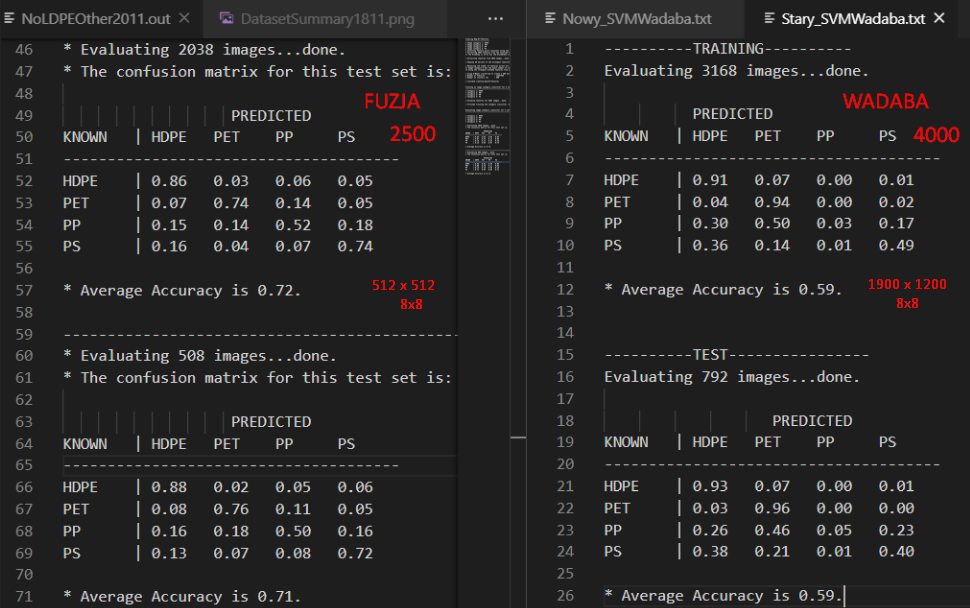 NoLDPEOther2011.out × DatasetSummary1811.png ···
46 * Evaluating 2038 images...done.
47 * The confusion matrix for this test set is:
48
49 PREDICTED FUZJA
50 KNOWN | HDPE PET PP PS 2500
51 --------------------------------------
52 HDPE | 0.86 0.03 0.06 0.05
53 PET | 0.07 0.74 0.14 0.05
54 PP | 0.15 0.14 0.52 0.18
55 PS | 0.16 0.04 0.07 0.74
56
57 * Average Accuracy is 0.72. 512 x 512
8x8
58
59 ---------------------------------------------
60 * Evaluating 508 images...done.
61 * The confusion matrix for this test set is:
62
63 PREDICTED
64 KNOWN | HDPE PET PP PS
65 --------------------------------------
66 HDPE | 0.88 0.02 0.05 0.06
67 PET | 0.08 0.76 0.11 0.05
68 PP | 0.16 0.18 0.50 0.16
69 PS | 0.13 0.07 0.08 0.72
70
71 * Average Accuracy is 0.71.
Nowy_SVMWadaba.txt Stary_SVMWadaba.txt ×
1 ----------TRAINING----------
2 Evaluating 3168 images...done.
3
4 PREDICTED WADABA
5 KNOWN | HDPE PET PP PS 4000
6 --------------------------------------
7 HDPE | 0.91 0.07 0.00 0.01
8 PET | 0.04 0.94 0.00 0.02
9 PP | 0.30 0.50 0.03 0.17
10 PS | 0.36 0.14 0.01 0.49
11
12 * Average Accuracy is 0.59. 1900 x 1200
8x8
13
14
15 ----------TEST----------------
16 Evaluating 792 images...done.
17
18 PREDICTED
19 KNOWN | HDPE PET PP PS
20 --------------------------------------
21 HDPE | 0.93 0.07 0.00 0.01
22 PET | 0.03 0.96 0.00 0.00
23 PP | 0.26 0.46 0.05 0.23
24 PS | 0.38 0.21 0.01 0.40
25
26 * Average Accuracy is 0.59.